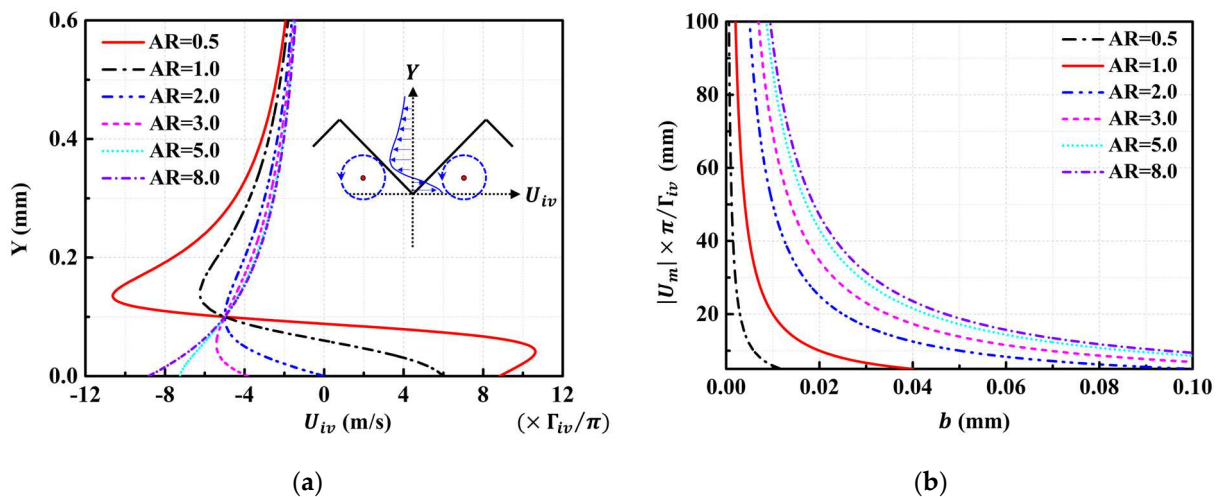 0.6
0.4
0.2
0.0
Y (mm)
AR=0.5
AR=1.0
AR=2.0
AR=3.0
AR=5.0
AR=8.0
Y
U_iv
-12 -8 -4 0 4 8 12
U_iv (m/s)
(× Γ_iv/π)
(a)
100
80
60
40
20
|U_m| × π/Γ_iv (mm)
AR=0.5
AR=1.0
AR=2.0
AR=3.0
AR=5.0
AR=8.0
0.00 0.02 0.04 0.06 0.08 0.10
b (mm)
(b)